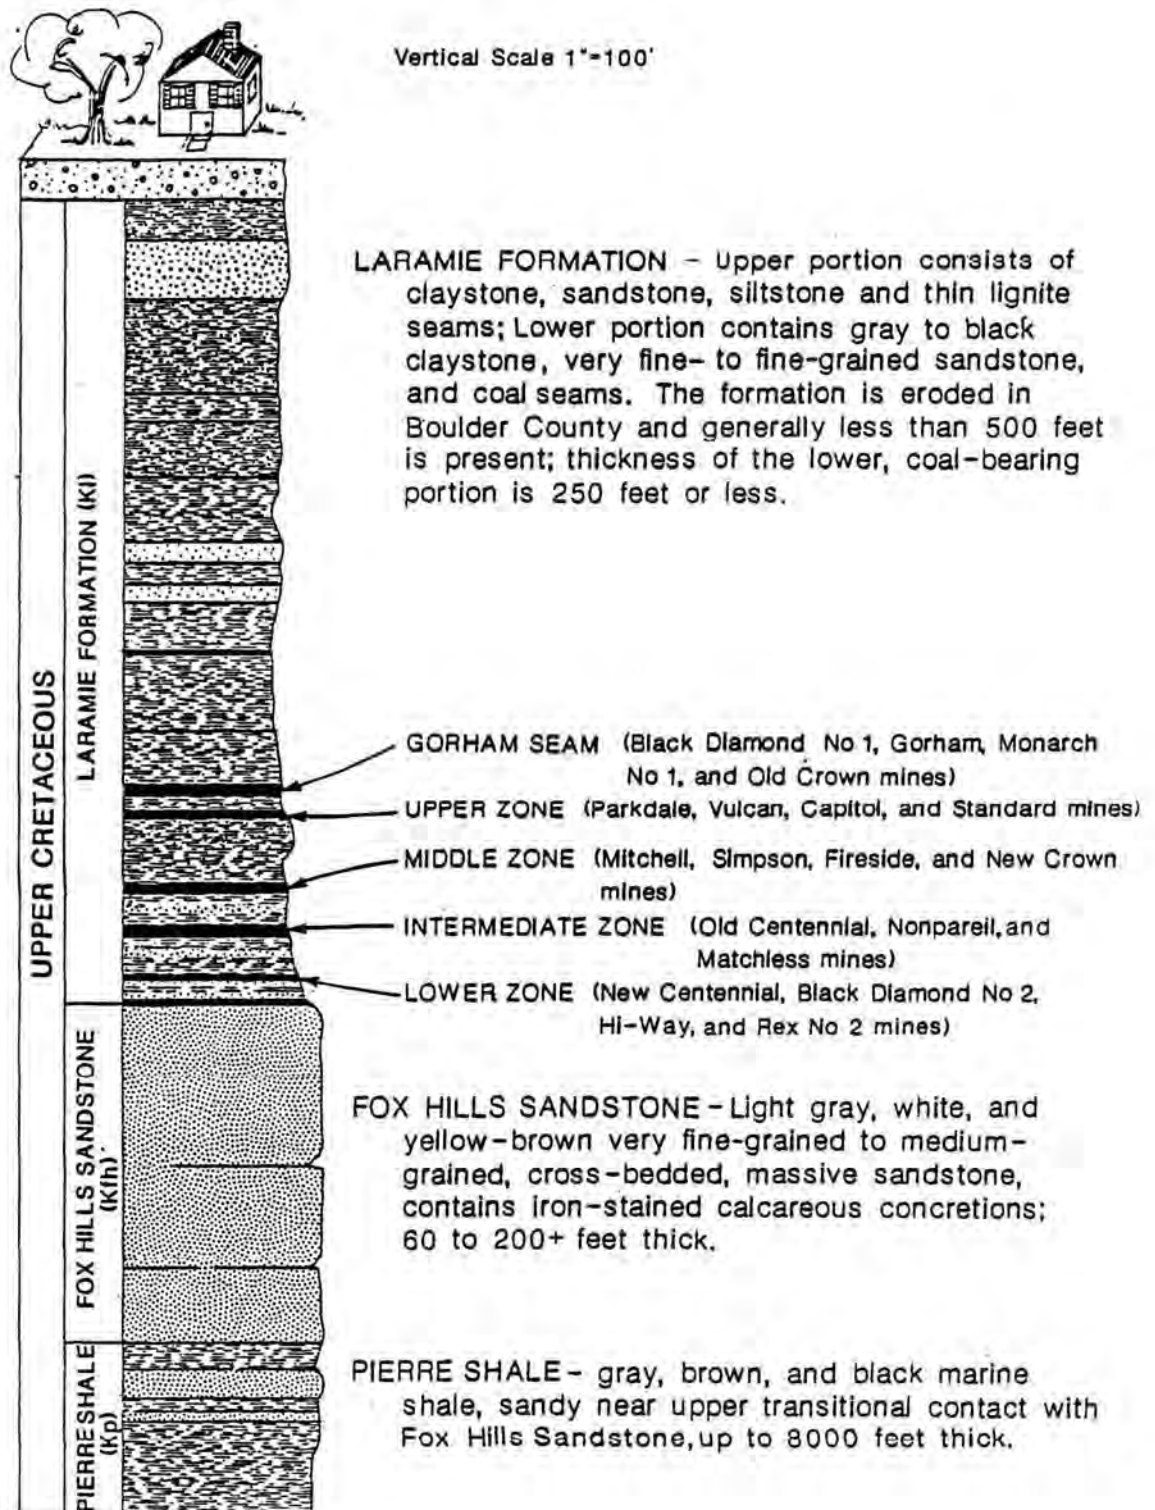 Vertical Scale 1"=100'
LARAMIE FORMATION - Upper portion consists of
claystone, sandstone, siltstone and thin lignite
seams; Lower portion contains gray to black
claystone, very fine- to fine-grained sandstone,
and coal seams. The formation is eroded in
Boulder County and generally less than 500 feet
is present; thickness of the lower, coal-bearing
portion is 250 feet or less.
UPPER CRETACEOUS
LARAMIE FORMATION (Kl)
GORHAM SEAM (Black Diamond No 1, Gorham, Monarch
No 1, and Old Crown mines)
UPPER ZONE (Parkdale, Vulcan, Capitol, and Standard mines)
MIDDLE ZONE (Mitchell, Simpson, Fireside, and New Crown
mines)
INTERMEDIATE ZONE (Old Centennial, Nonpareil, and
Matchless mines)
LOWER ZONE (New Centennial, Black Diamond No 2,
Hi-Way, and Rex No 2 mines)
FOX HILLS SANDSTONE
(Kfh)
FOX HILLS SANDSTONE - Light gray, white, and
yellow-brown very fine-grained to medium-
grained, cross-bedded, massive sandstone,
contains iron-stained calcareous concretions;
60 to 200+ feet thick.
PIERRE SHALE
(Kp)
PIERRE SHALE - gray, brown, and black marine
shale, sandy near upper transitional contact with
Fox Hills Sandstone, up to 8000 feet thick.